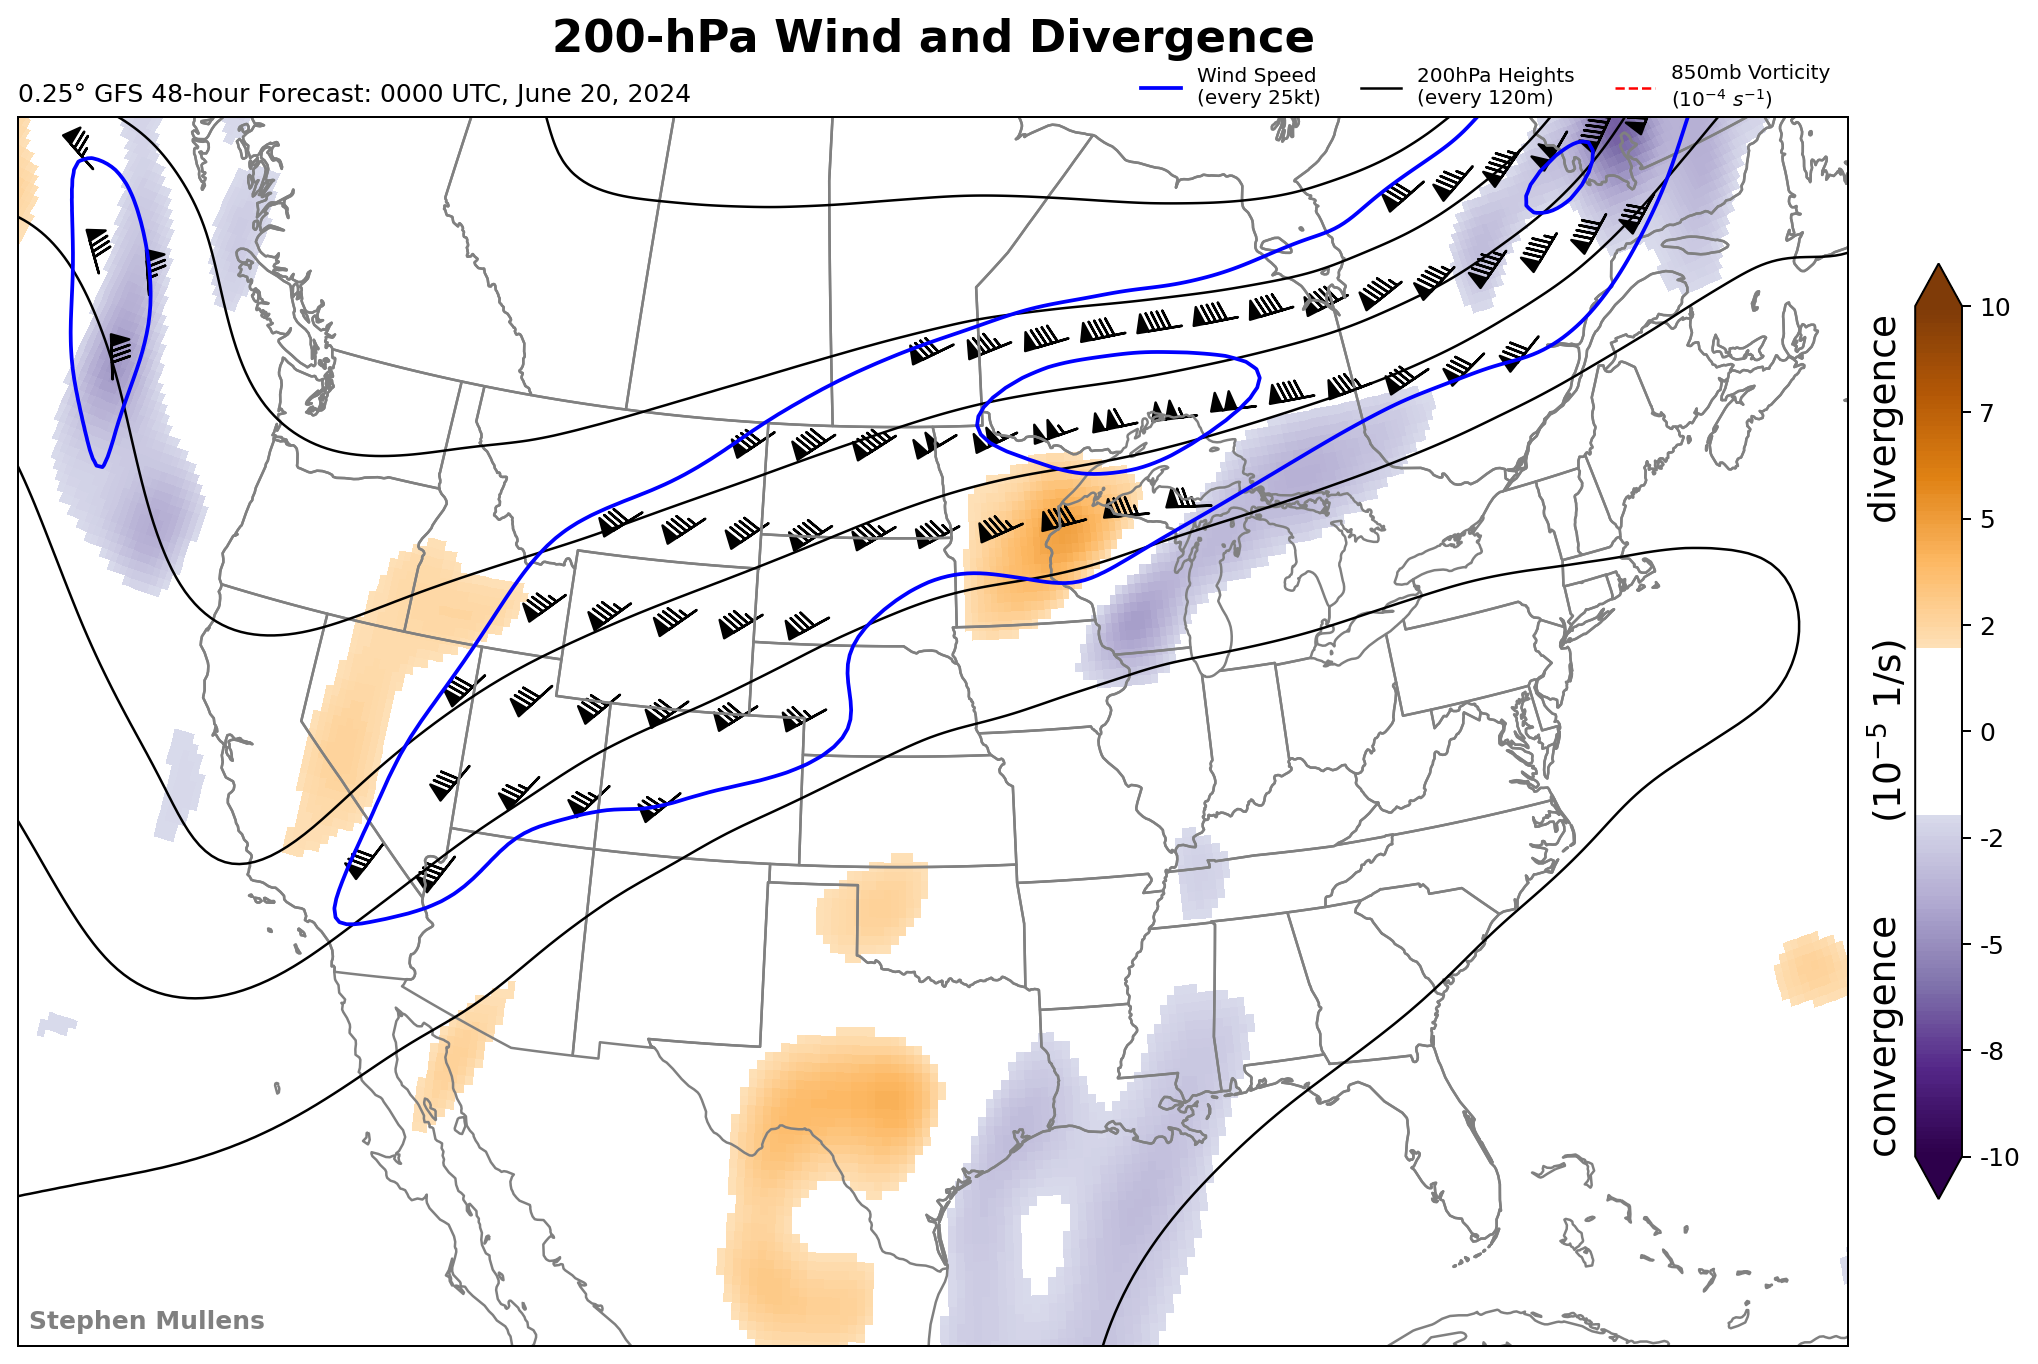 200-hPa Wind and Divergence
0.25° GFS 48-hour Forecast: 0000 UTC, June 20, 2024
Wind Speed
(every 25kt)
200hPa Heights
(every 120m)
850mb Vorticity
(10⁻⁴ s⁻¹)
10
7
5
2
0
-2
-5
-8
-10
convergence (10⁻⁵ 1/s) divergence
Stephen Mullens